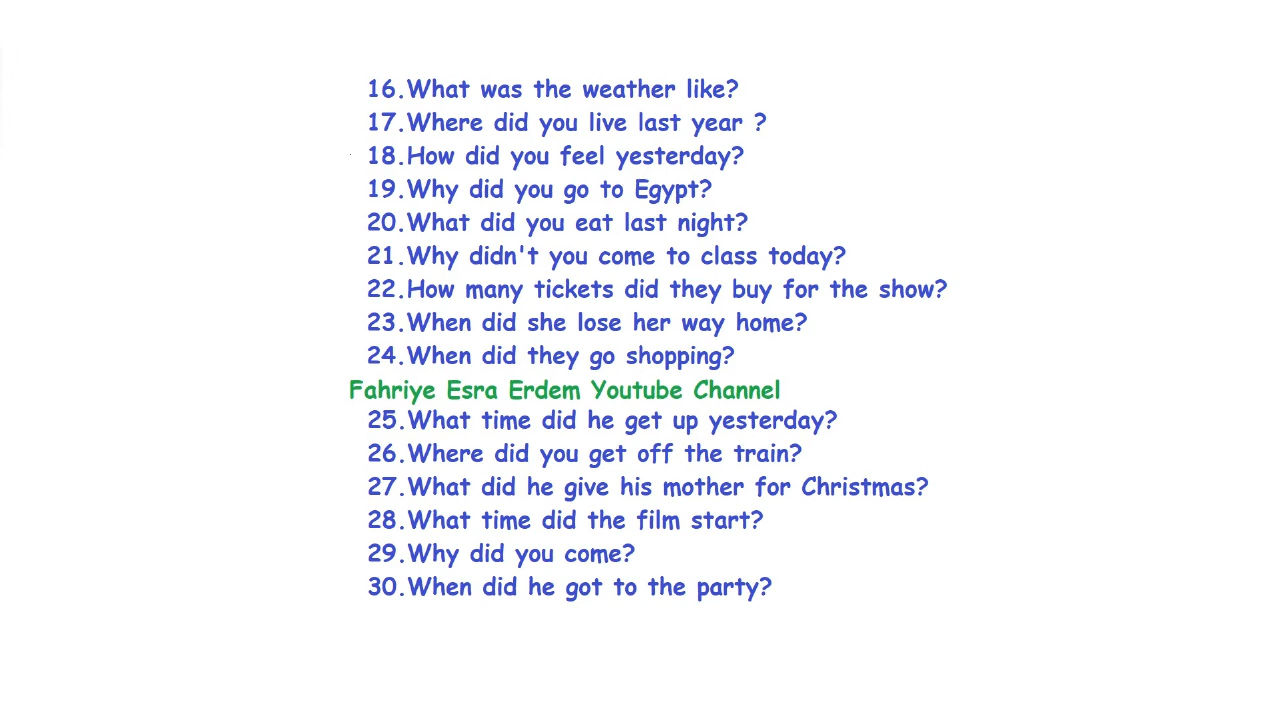 16.What was the weather like?
17.Where did you live last year ?
18.How did you feel yesterday?
19.Why did you go to Egypt?
20.What did you eat last night?
21.Why didn't you come to class today?
22.How many tickets did they buy for the show?
23.When did she lose her way home?
24.When did they go shopping?
Fahriye Esra Erdem Youtube Channel
25.What time did he get up yesterday?
26.Where did you get off the train?
27.What did he give his mother for Christmas?
28.What time did the film start?
29.Why did you come?
30.When did he got to the party?